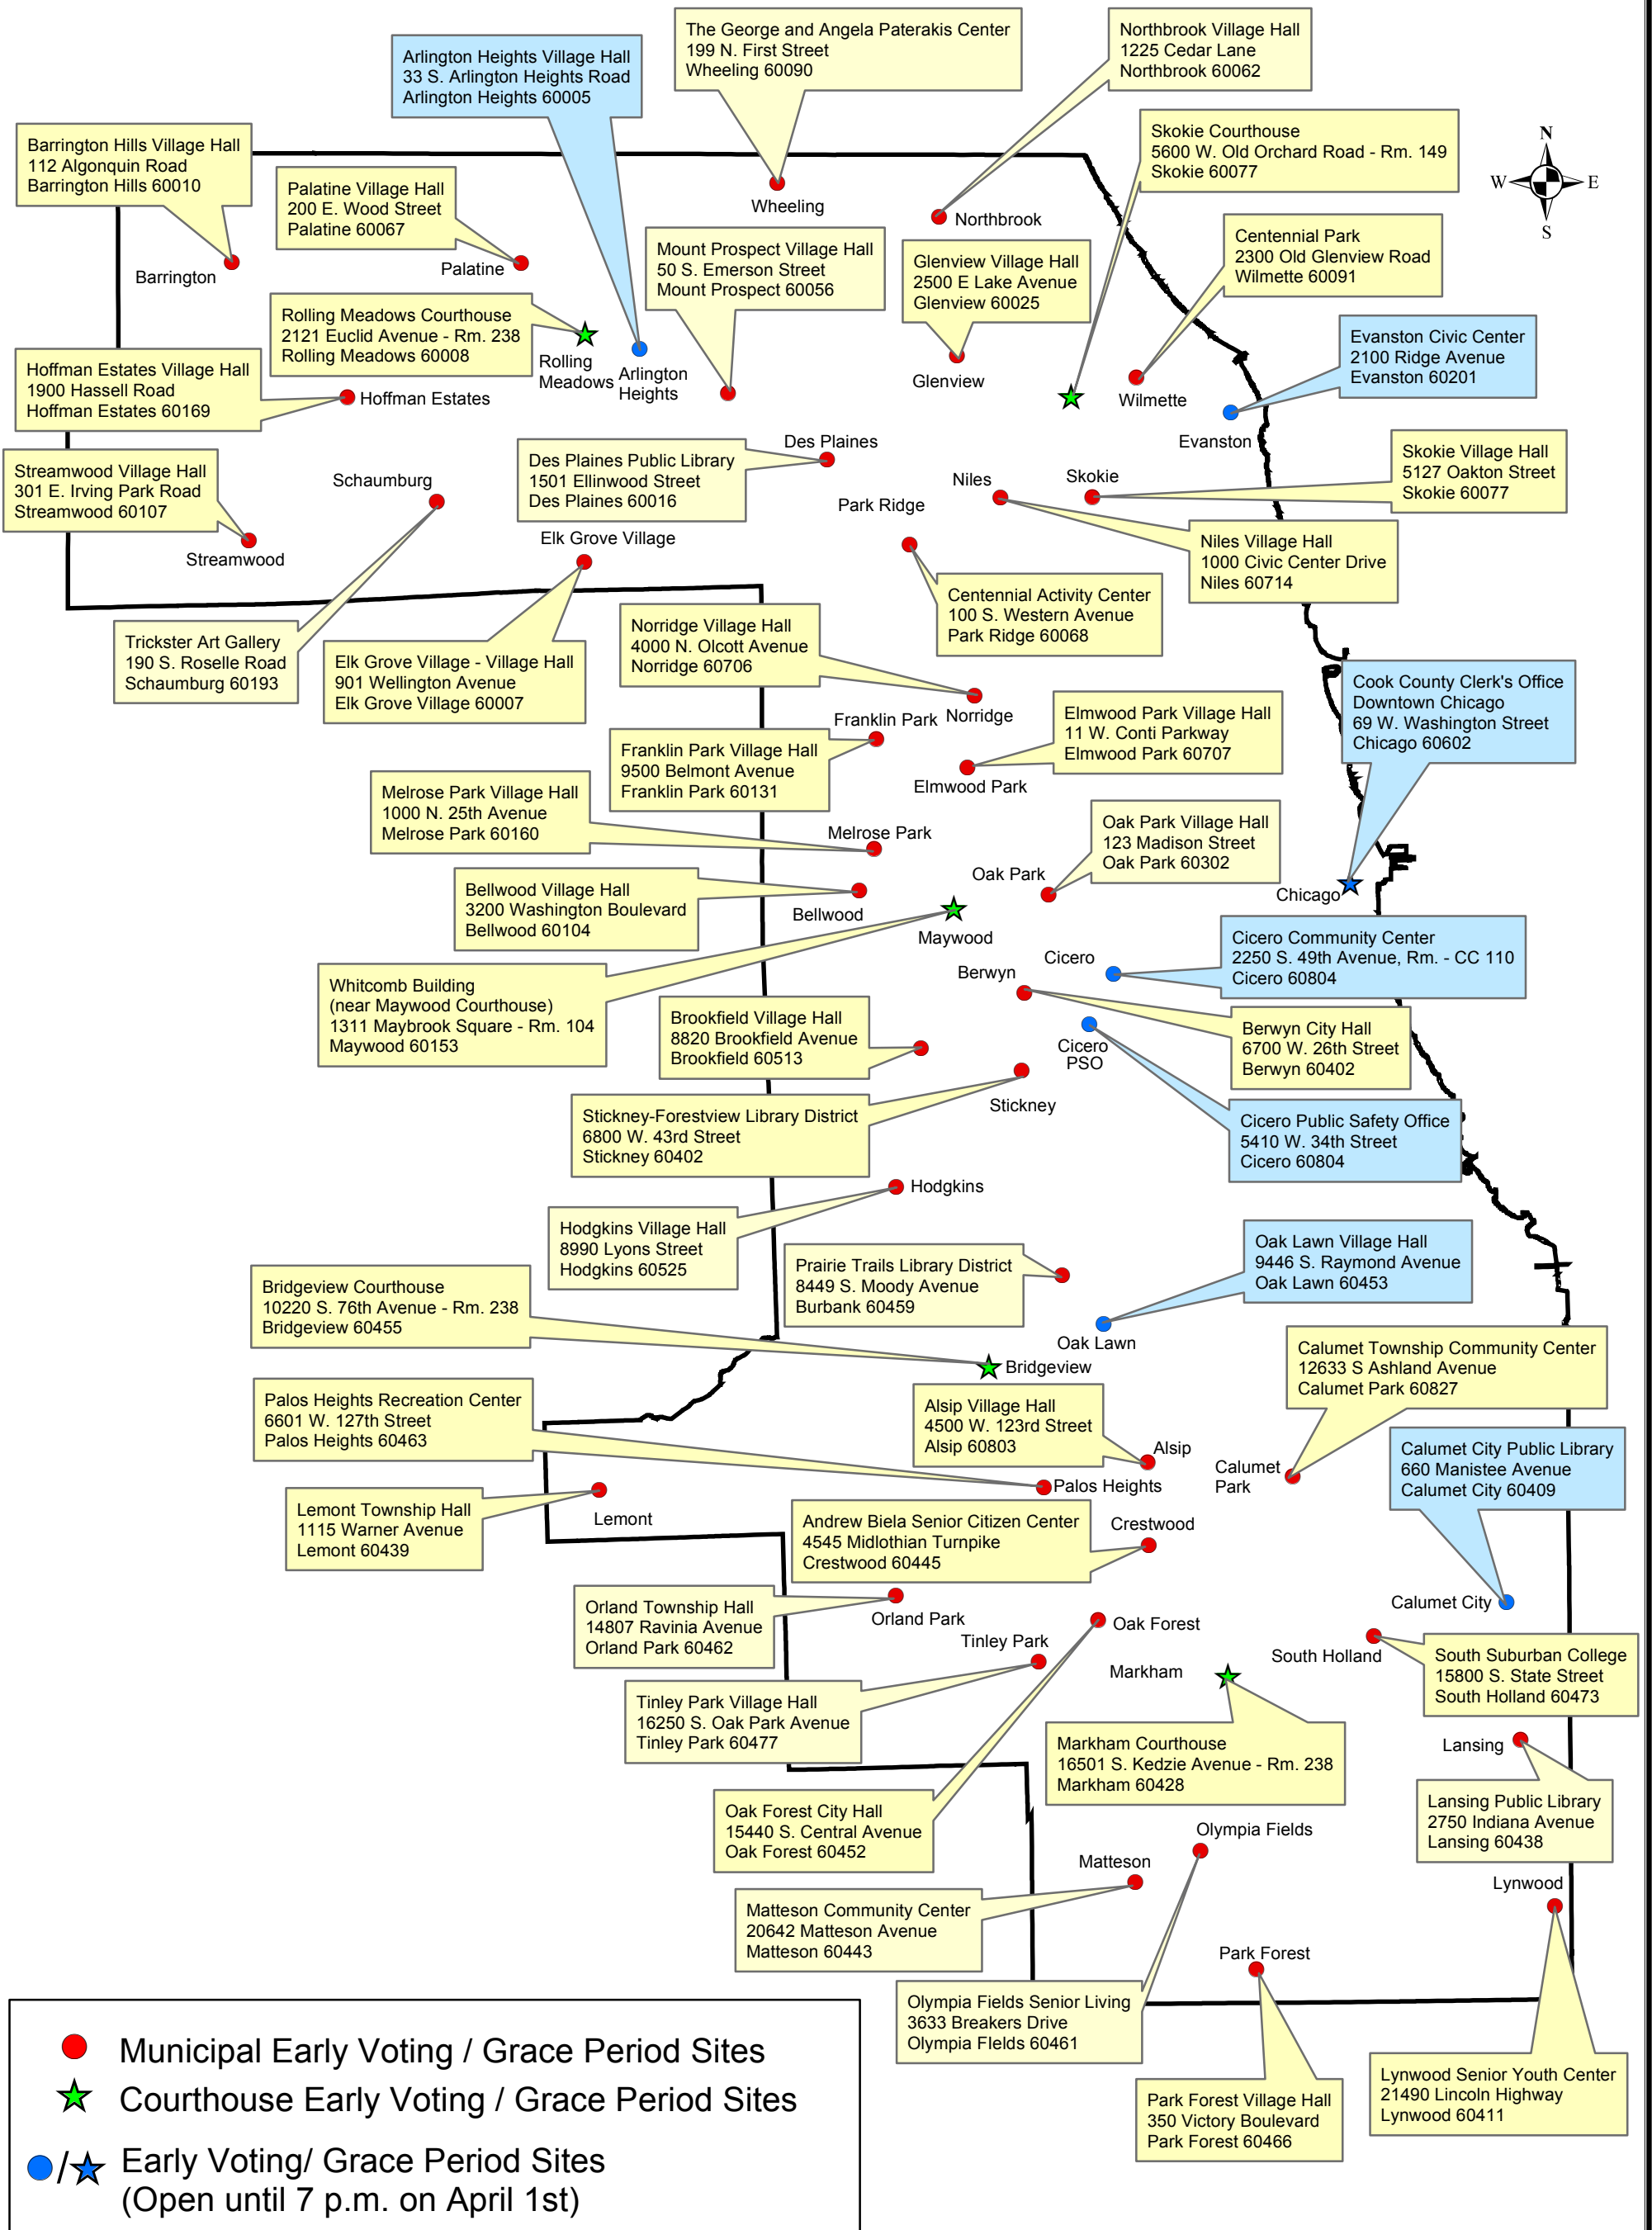 The George and Angela Paterakis Center
199 N. First Street
Wheeling 60090
Northbrook Village Hall
1225 Cedar Lane
Northbrook 60062
Arlington Heights Village Hall
33 S. Arlington Heights Road
Arlington Heights 60005
Skokie Courthouse
5600 W. Old Orchard Road - Rm. 149
Skokie 60077
N
W
E
S
Barrington Hills Village Hall
112 Algonquin Road
Barrington Hills 60010
Palatine Village Hall
200 E. Wood Street
Palatine 60067
Wheeling
Northbrook
Barrington
Palatine
Mount Prospect Village Hall
50 S. Emerson Street
Mount Prospect 60056
Glenview Village Hall
2500 E Lake Avenue
Glenview 60025
Centennial Park
2300 Old Glenview Road
Wilmette 60091
Rolling Meadows Courthouse
2121 Euclid Avenue - Rm. 238
Rolling Meadows 60008
Rolling
Meadows
Arlington
Heights
Glenview
Wilmette
Evanston Civic Center
2100 Ridge Avenue
Evanston 60201
Hoffman Estates Village Hall
1900 Hassell Road
Hoffman Estates 60169
Hoffman Estates
Evanston
Des Plaines
Des Plaines Public Library
1501 Ellinwood Street
Des Plaines 60016
Skokie Village Hall
5127 Oakton Street
Skokie 60077
Streamwood Village Hall
301 E. Irving Park Road
Streamwood 60107
Schaumburg
Niles
Skokie
Park Ridge
Streamwood
Elk Grove Village
Niles Village Hall
1000 Civic Center Drive
Niles 60714
Centennial Activity Center
100 S. Western Avenue
Park Ridge 60068
Trickster Art Gallery
190 S. Roselle Road
Schaumburg 60193
Elk Grove Village - Village Hall
901 Wellington Avenue
Elk Grove Village 60007
Norridge Village Hall
4000 N. Olcott Avenue
Norridge 60706
Cook County Clerk's Office
Downtown Chicago
69 W. Washington Street
Chicago 60602
Franklin Park
Norridge
Elmwood Park Village Hall
11 W. Conti Parkway
Elmwood Park 60707
Franklin Park Village Hall
9500 Belmont Avenue
Franklin Park 60131
Elmwood Park
Melrose Park Village Hall
1000 N. 25th Avenue
Melrose Park 60160
Melrose Park
Oak Park Village Hall
123 Madison Street
Oak Park 60302
Oak Park
Chicago
Bellwood Village Hall
3200 Washington Boulevard
Bellwood 60104
Bellwood
Maywood
Cicero Community Center
2250 S. 49th Avenue, Rm. - CC 110
Cicero 60804
Cicero
Berwyn
Whitcomb Building
(near Maywood Courthouse)
1311 Maybrook Square - Rm. 104
Maywood 60153
Brookfield Village Hall
8820 Brookfield Avenue
Brookfield 60513
Cicero
PSO
Berwyn City Hall
6700 W. 26th Street
Berwyn 60402
Stickney
Stickney-Forestview Library District
6800 W. 43rd Street
Stickney 60402
Cicero Public Safety Office
5410 W. 34th Street
Cicero 60804
Hodgkins
Hodgkins Village Hall
8990 Lyons Street
Hodgkins 60525
Prairie Trails Library District
8449 S. Moody Avenue
Burbank 60459
Oak Lawn Village Hall
9446 S. Raymond Avenue
Oak Lawn 60453
Bridgeview Courthouse
10220 S. 76th Avenue - Rm. 238
Bridgeview 60455
Oak Lawn
Bridgeview
Calumet Township Community Center
12633 S Ashland Avenue
Calumet Park 60827
Palos Heights Recreation Center
6601 W. 127th Street
Palos Heights 60463
Alsip Village Hall
4500 W. 123rd Street
Alsip 60803
Alsip
Calumet
Park
Calumet City Public Library
660 Manistee Avenue
Calumet City 60409
Palos Heights
Lemont Township Hall
1115 Warner Avenue
Lemont 60439
Lemont
Andrew Biela Senior Citizen Center
4545 Midlothian Turnpike
Crestwood 60445
Crestwood
Orland Township Hall
14807 Ravinia Avenue
Orland Park 60462
Orland Park
Calumet City
Oak Forest
Tinley Park
Markham
South Holland
South Suburban College
15800 S. State Street
South Holland 60473
Tinley Park Village Hall
16250 S. Oak Park Avenue
Tinley Park 60477
Markham Courthouse
16501 S. Kedzie Avenue - Rm. 238
Markham 60428
Lansing
Lansing Public Library
2750 Indiana Avenue
Lansing 60438
Oak Forest City Hall
15440 S. Central Avenue
Oak Forest 60452
Olympia Fields
Matteson
Lynwood
Matteson Community Center
20642 Matteson Avenue
Matteson 60443
Park Forest
Olympia Fields Senior Living
3633 Breakers Drive
Olympia FIelds 60461
Lynwood Senior Youth Center
21490 Lincoln Highway
Lynwood 60411
Park Forest Village Hall
350 Victory Boulevard
Park Forest 60466
Municipal Early Voting / Grace Period Sites
Courthouse Early Voting / Grace Period Sites
/
Early Voting/ Grace Period Sites
(Open until 7 p.m. on April 1st)